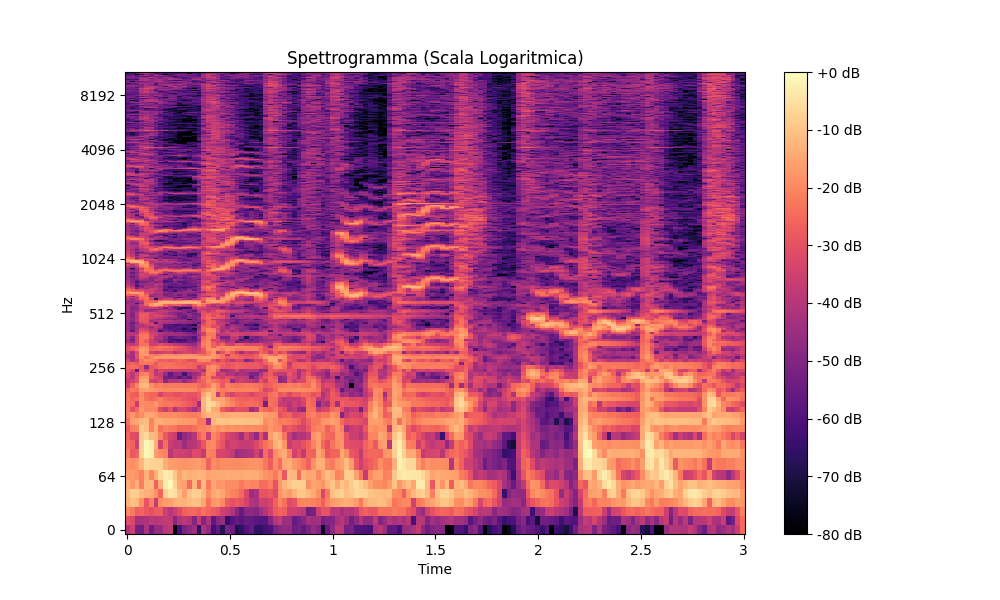 Spettrogramma (Scala Logaritmica)
Hz
8192
4096
2048
1024
512
256
128
64
0
0
0.5
1
1.5
2
2.5
3
Time
+0 dB
-10 dB
-20 dB
-30 dB
-40 dB
-50 dB
-60 dB
-70 dB
-80 dB